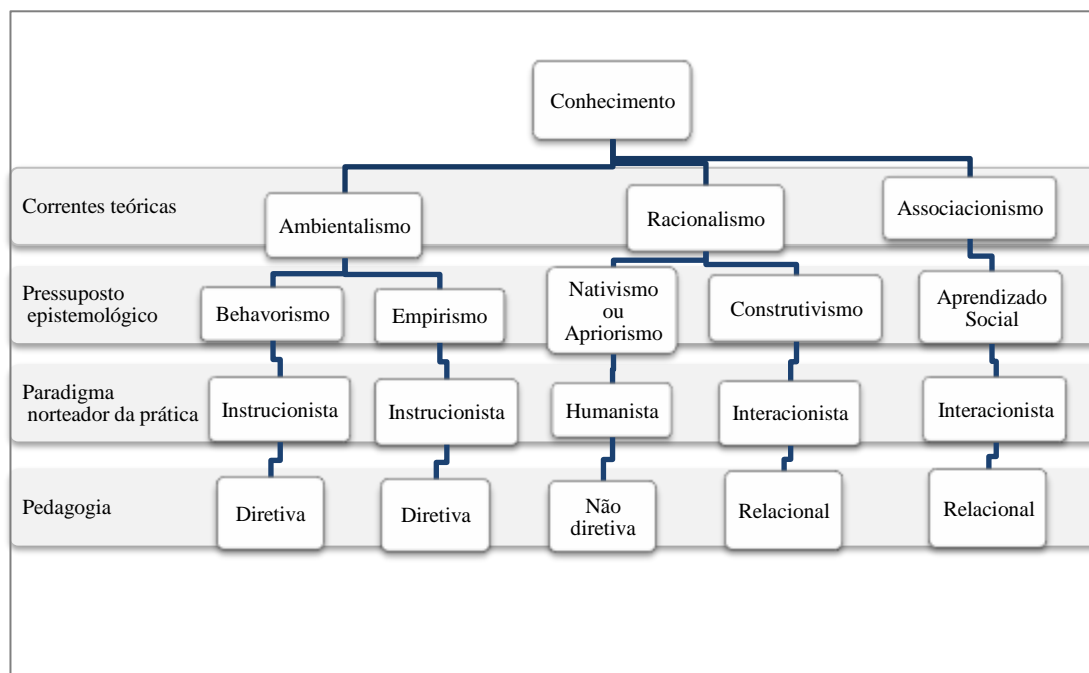 Conhecimento
Correntes teóricas
Ambientalismo
Racionalismo
Associacionismo
Pressuposto
epistemológico
Behavorismo
Empirismo
Nativismo
ou
Apriorismo
Construtivismo
Aprendizado
Social
Paradigma
norteador da prática
Instrucionista
Instrucionista
Humanista
Interacionista
Interacionista
Pedagogia
Diretiva
Diretiva
Não
diretiva
Relacional
Relacional